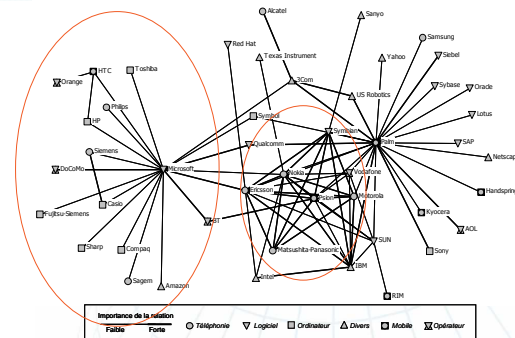 Alcatel
Sanyo
Samsung
Red Hat
Texas Instrument
Yahoo
Siebel
HTC
Toshiba
3Com
Orange
US Robotics
Sybase
Orade
Philips
HP
Symbol
Lotus
Symbian
Siemens
Qualcomm
Palm
SAP
Netscap
DoCoMo
Microsoft
Nokia
Vodafone
Ericsson
Psion
Motorola
Handspring
Casio
Fujitsu-Siemens
BT
Kyocera
AOL
Sharp
Compaq
Matsushita-Panasonic
SUN
Sony
IBM
Sagem
Amazon
Intel
RIM
Importance de la relation
Faible Forte
Téléphonie Logiciel Ordinateur Divers Mobile Opérateur